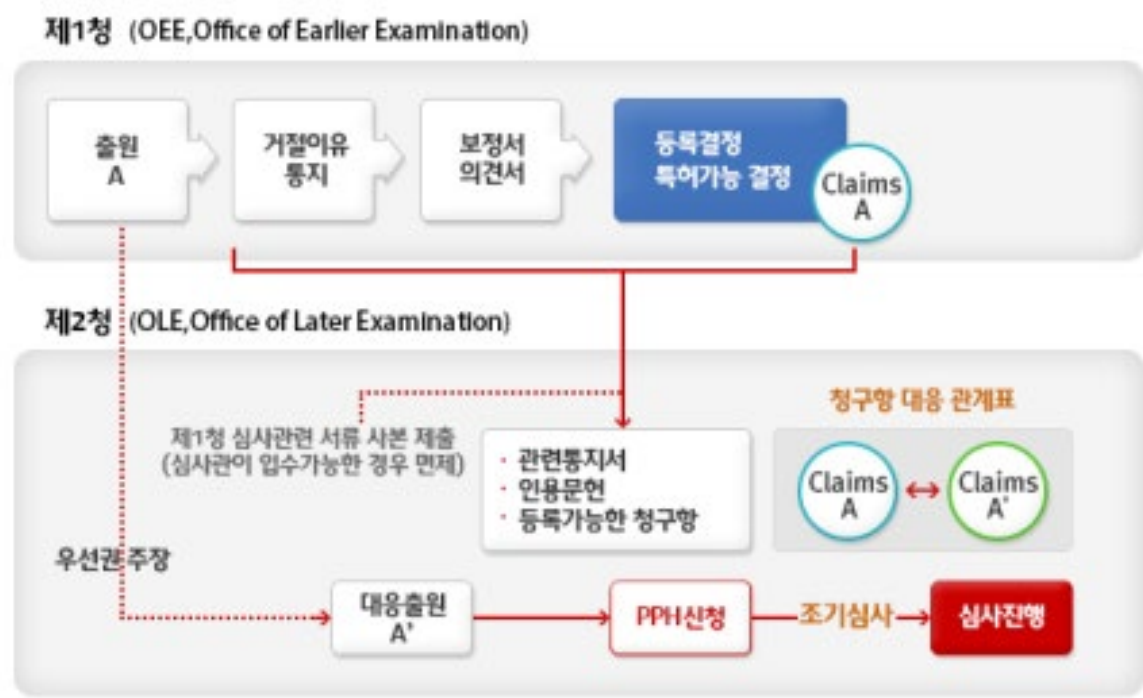 제1청 (OEE,Office of Earlier Examination)
출원
A
거절이유
통지
보정서
의견서
등록결정
특허가능 결정
Claims
A
제2청 (OLE,Office of Later Examination)
제1청 심사관련 서류 사본 제출
(심사관이 입수가능한 경우 면제)
· 관련통지서
· 인용문헌
· 등록가능한 청구항
청구항 대응 관계표
Claims
A
Claims
A'
우선권 주장
대응출원
A'
PPH신청
조기심사
심사진행